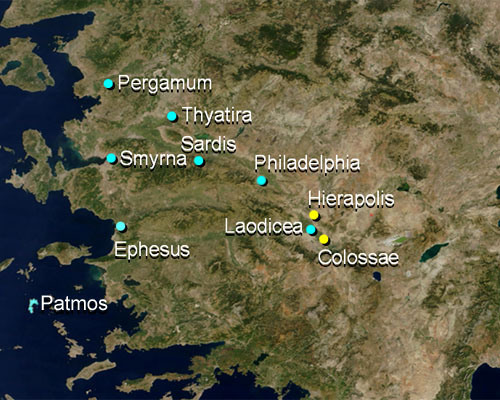 Pergamum
Thyatira
Sardis
Smyrna
Philadelphia
Hierapolis
Laodicea
Ephesus
Colossae
Patmos